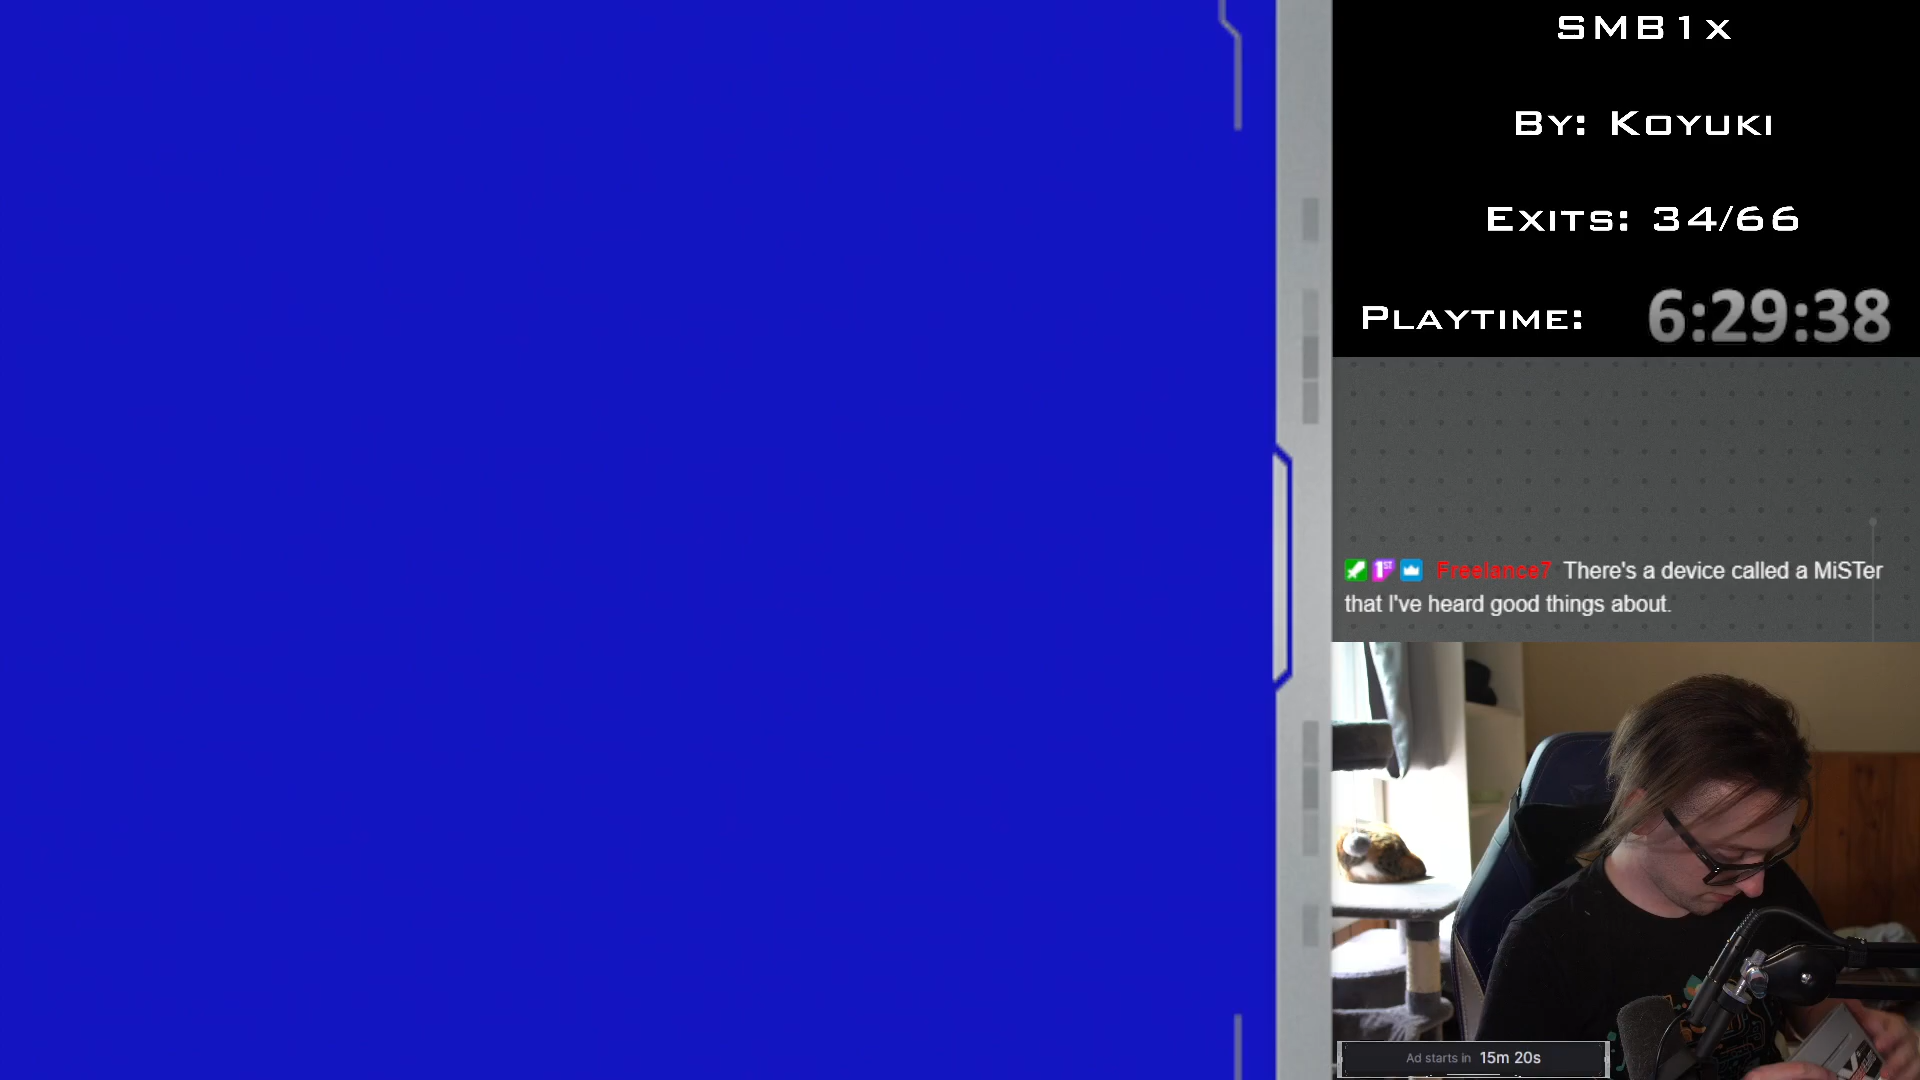 SMB1x
By: Koyuki
Exits: 34/66
Playtime: 6:29:38
1ST Freelance7 There's a device called a MiSTer
that I've heard good things about.
Ad starts in 15m 20s